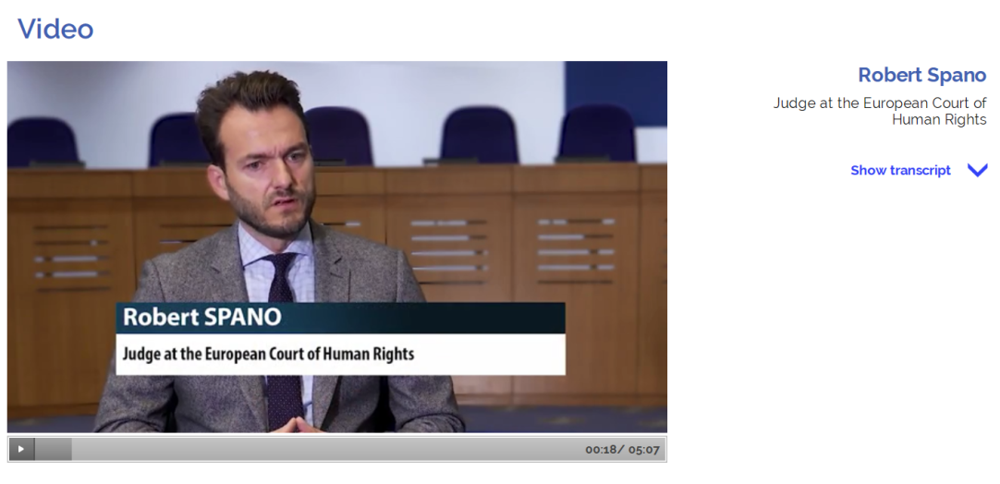 Video
Robert SPANO
Judge at the European Court of Human Rights
00:18/ 05:07
Robert Spano
Judge at the European Court of
Human Rights
Show transcript